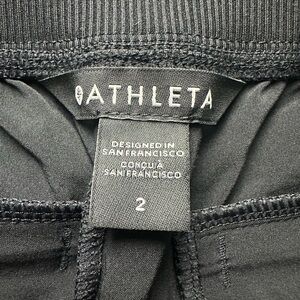 ATHLETA
DESIGNED IN
SAN FRANCISCO
CONÇU À
SAN FRANCISCO
2